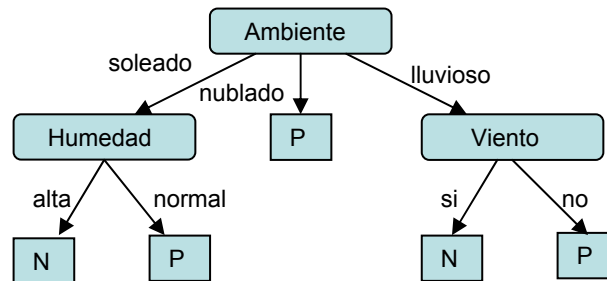 Ambiente
soleado
nublado
lluvioso
Humedad
P
Viento
alta
normal
si
no
N
P
N
P